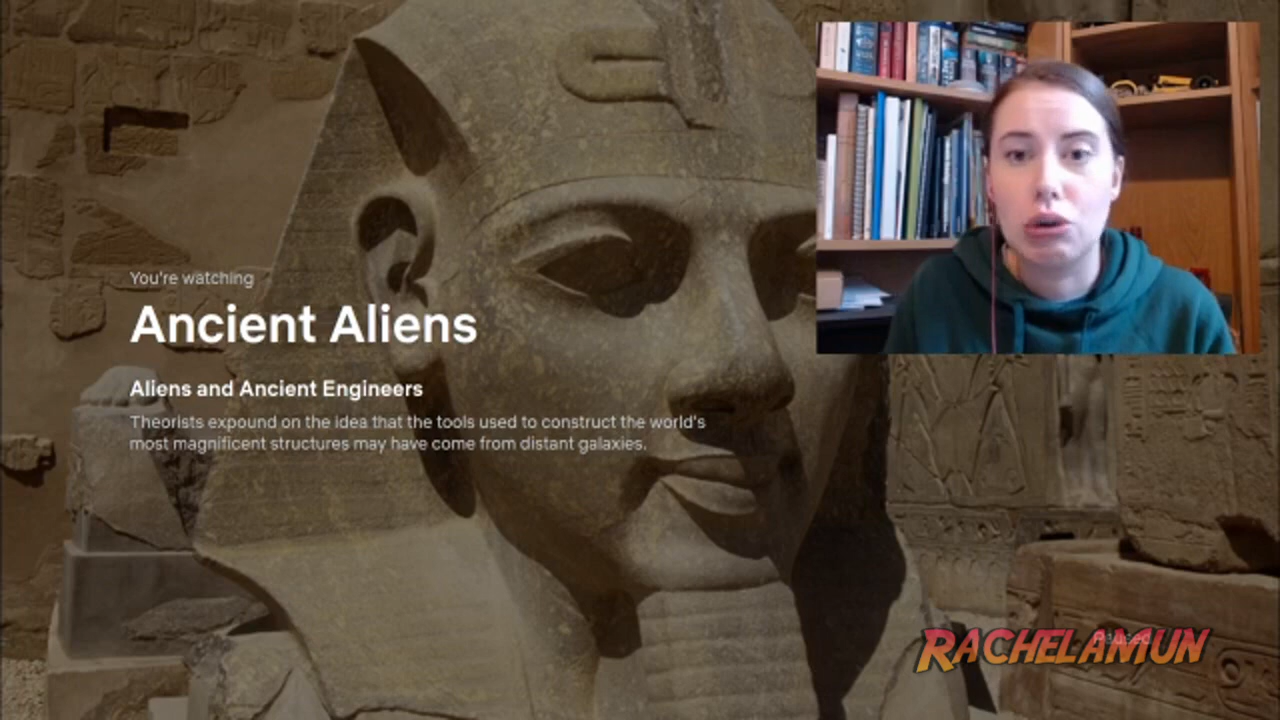 You're watching
Ancient Aliens
Aliens and Ancient Engineers
Theorists expound on the idea that the tools used to construct the world's
most magnificent structures may have come from distant galaxies.
Paused
RACHELAMUN